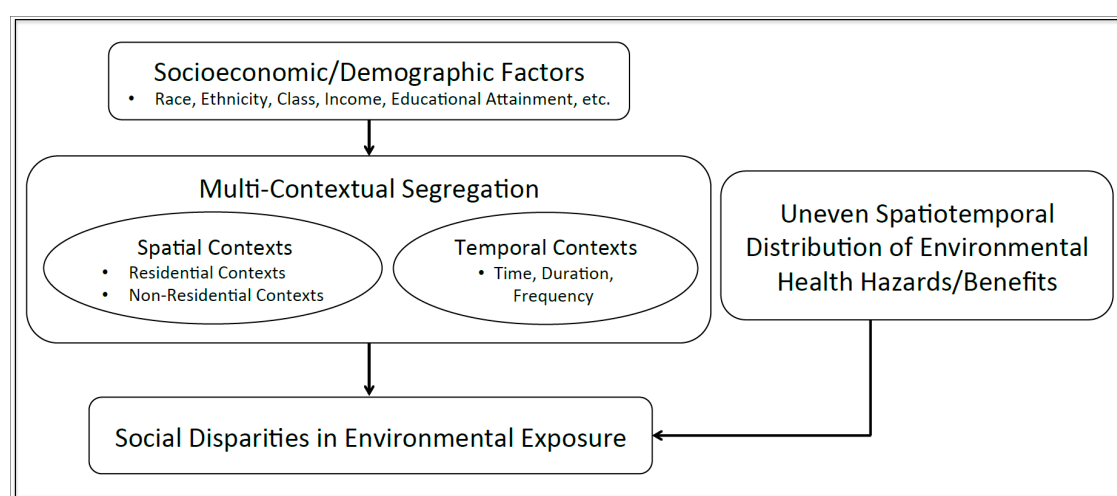 Socioeconomic/Demographic Factors
• Race, Ethnicity, Class, Income, Educational Attainment, etc.
Multi-Contextual Segregation
Spatial Contexts
• Residential Contexts
• Non-Residential Contexts
Temporal Contexts
• Time, Duration,
Frequency
Uneven Spatiotemporal
Distribution of Environmental
Health Hazards/Benefits
Social Disparities in Environmental Exposure